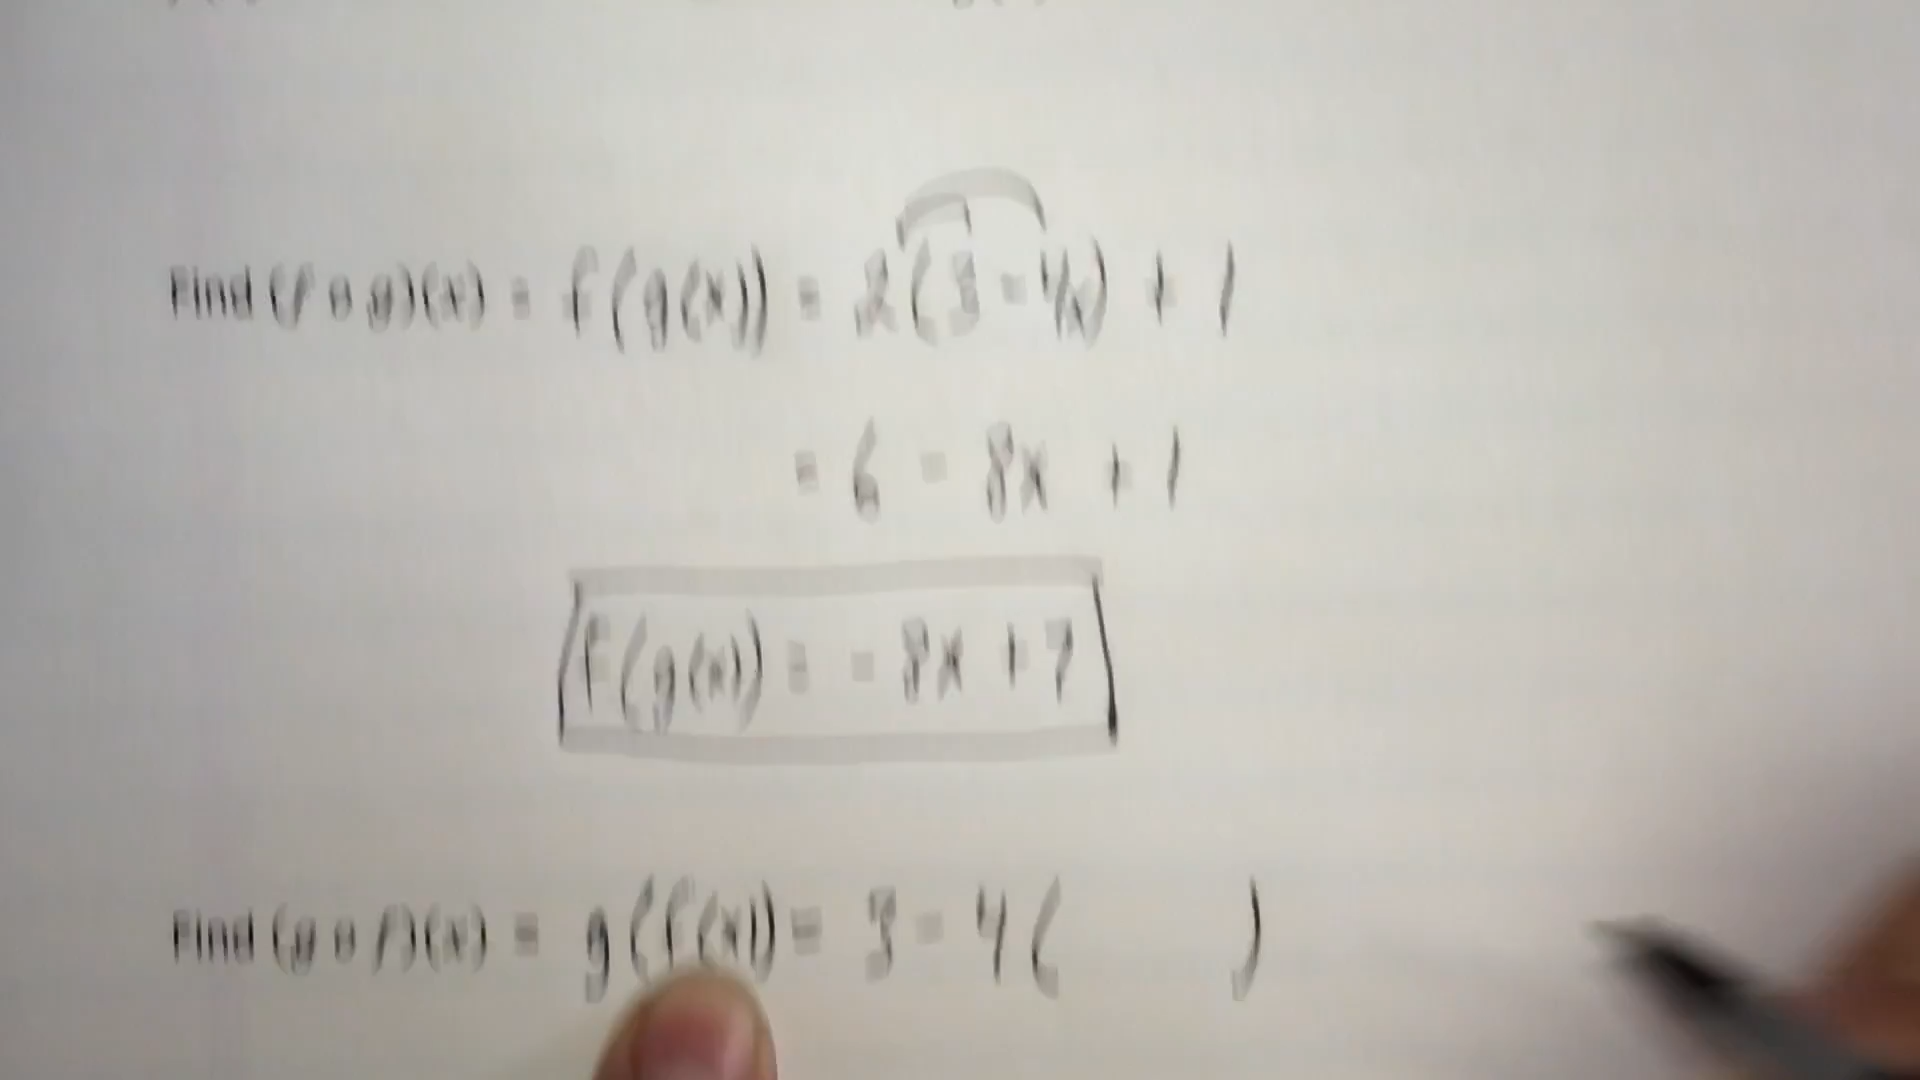 Find (f o g)(x) = f(g(x)) = 2(3-4x) + 1
= 6 - 8x + 1
f(g(x)) = - 8x + 7
Find (g o f)(x) = g(f(x)) = 3 - 4( )